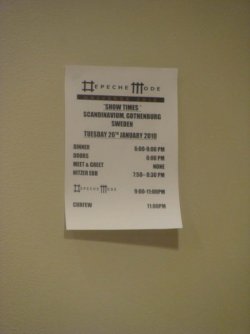 DEPECHE MODE
"SHOW TIMES"
SCANDINAVIUM, GOTHENBURG
SWEDEN
TUESDAY 26TH JANUARY 2010
DINNER 5:00-9:00 PM
DOORS 6:00 PM
MEET & GREET NONE
NITZER EBB 7:50- 8:30 PM
DEPECHE MODE 9:00-11:00PM
CURFEW 11:00PM